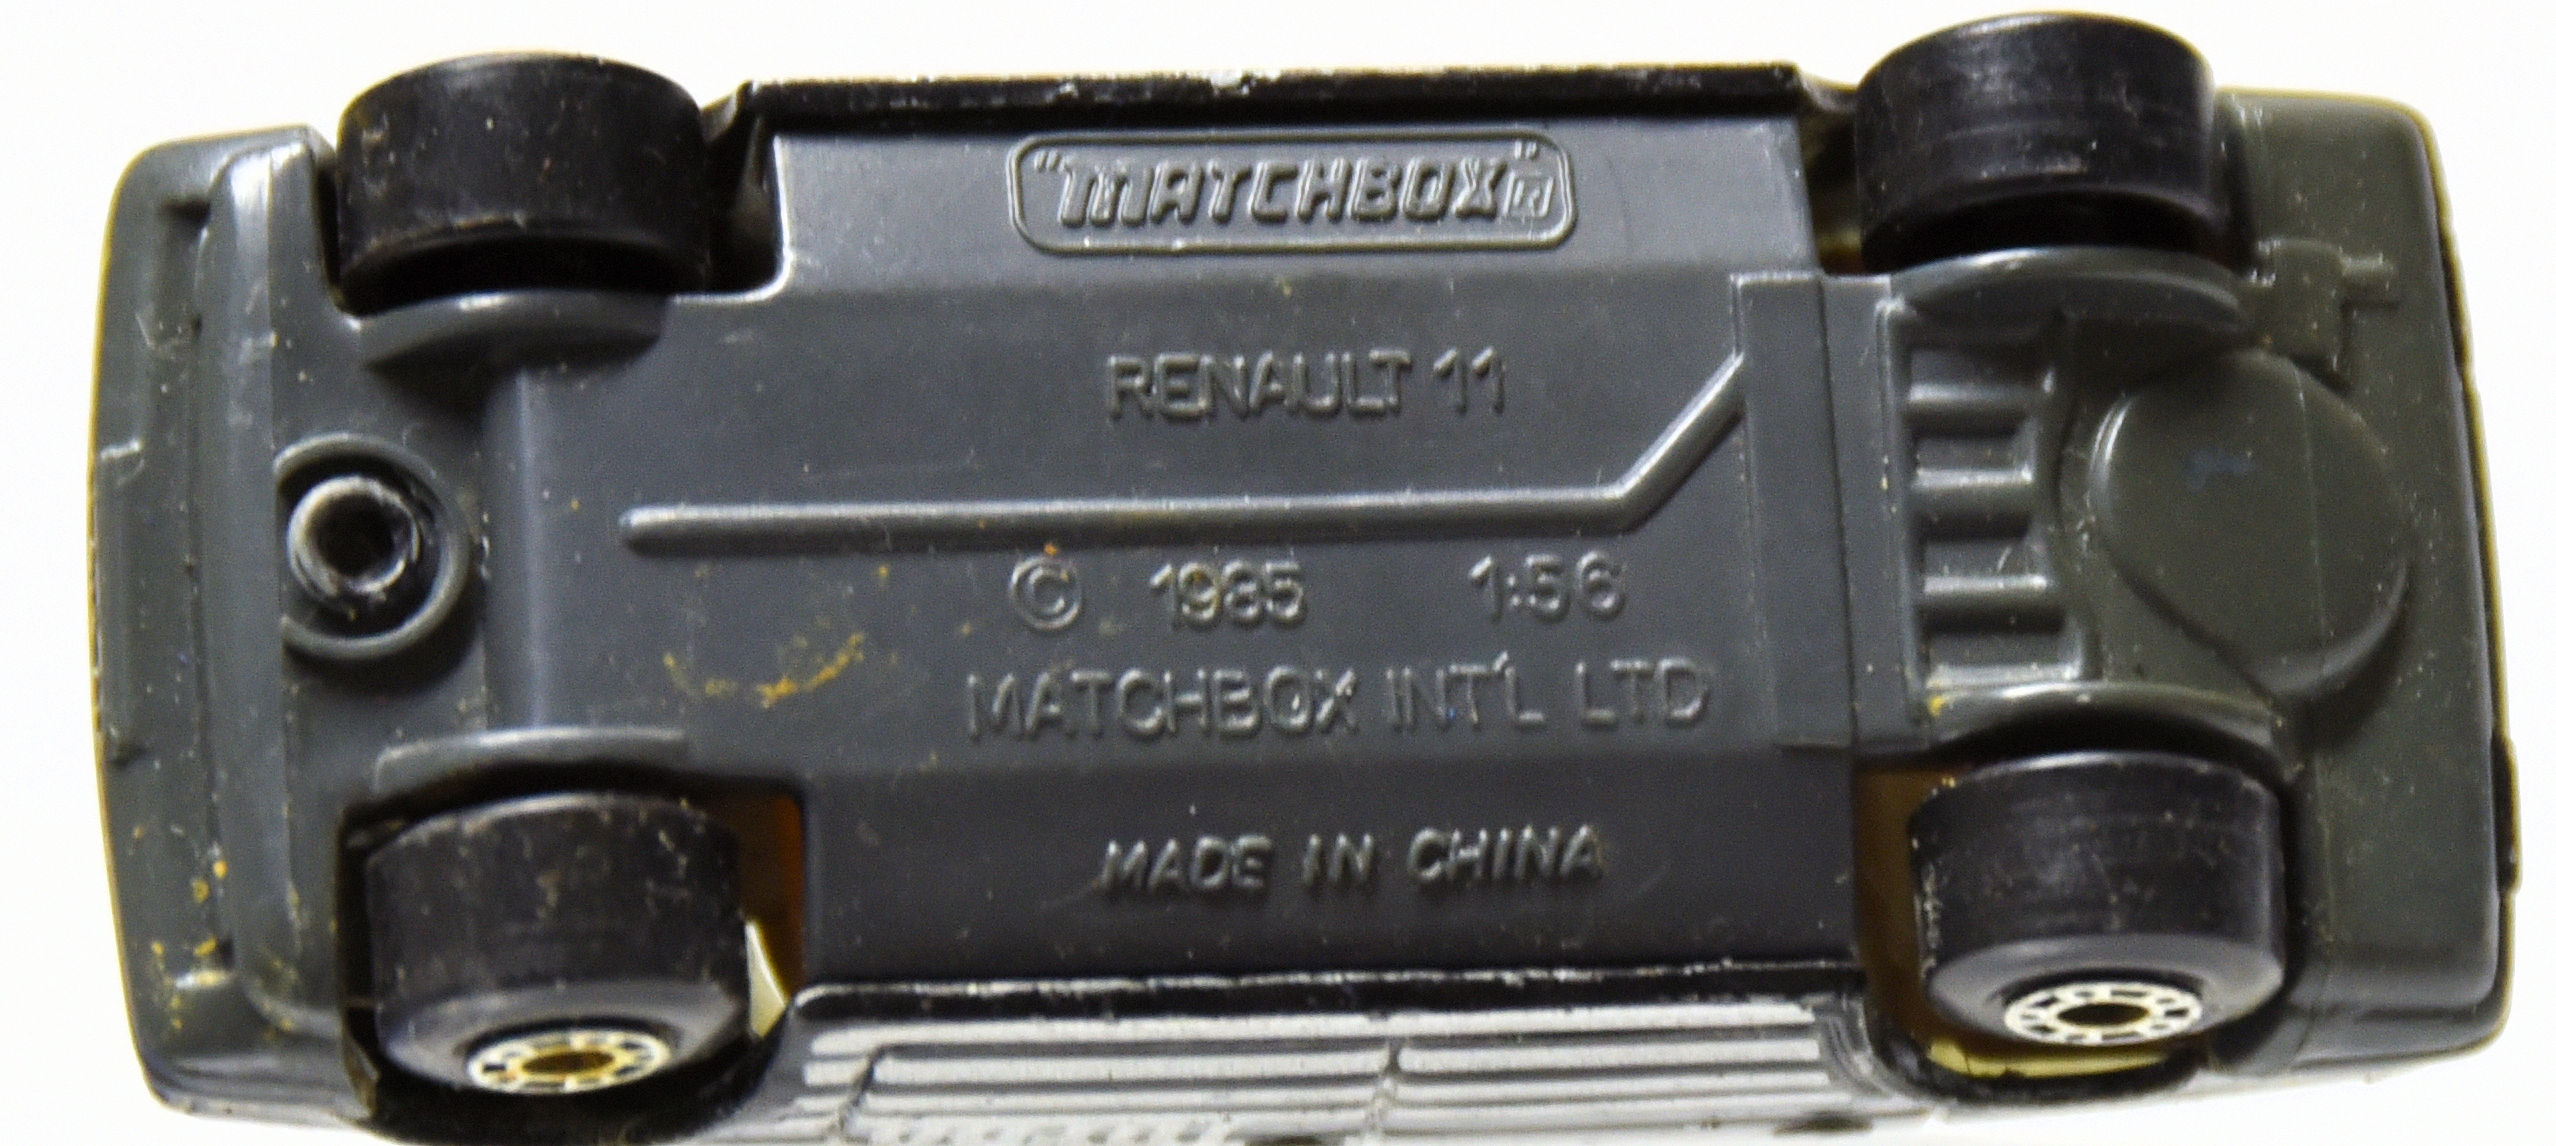 "MATCHBOX" ®
RENAULT 11
© 1985 1:56
MATCHBOX INT'L LTD
MADE IN CHINA